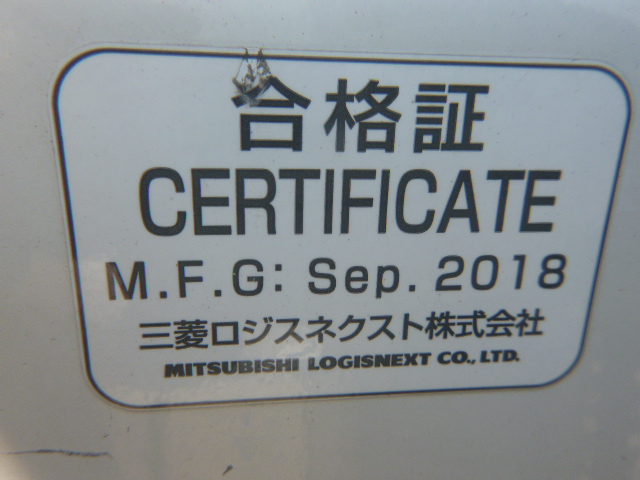 合格証
CERTIFICATE
M.F.G: Sep. 2018
三菱ロジスネクスト株式会社
MITSUBISHI LOGISNEXT CO., LTD.